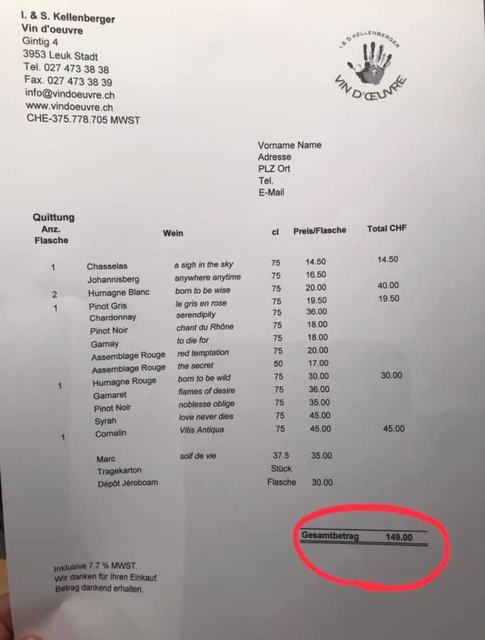 I. & S. Kellenberger
Vin d'oeuvre
Gintig 4
3953 Leuk Stadt
Tel. 027 473 38 38
Fax. 029 473 38 39
info@vindoeuvre.ch
www.vindoeuvre.ch
CHE-375.778.705 MWST
I & S KELLENBERGER
VIN D'ŒUVRE
Vorname Name
Adresse
PLZ Ort
Tel.
E-Mail
Quittung
Anz. Flasche Wein cl Preis/Flasche Total CHF
1 Chasselas a sigh in the sky 75 14.50 14.50
Johannisberg anywhere anytime 75 16.50
2 Humagne Blanc born to be wise 75 20.00 40.00
1 Pinot Gris le gris en rose 75 19.50 19.50
Chardonnay serendipity 75 36.00
Pinot Noir chant du Rhône 75 18.00
Gamay to die for 75 18.00
Assemblage Rouge red temptation 75 20.00
Assemblage Rouge the secret 50 17.00
1 Humagne Rouge born to be wild 75 30.00 30.00
Gamaret flames of desire 75 36.00
Pinot Noir noblesse oblige 75 35.00
Syrah love never dies 75 45.00
1 Cornalin Vitis Antiqua 75 45.00 45.00
Marc soif de vie 37.5 35.00
Tragekarton Stück
Dépôt Jéroboam Flasche 30.00
Gesamtbetrag 149.00
Inklusive 7.7 % MWST.
Wir danken für Ihren Einkauf.
Betrag dankend erhalten.